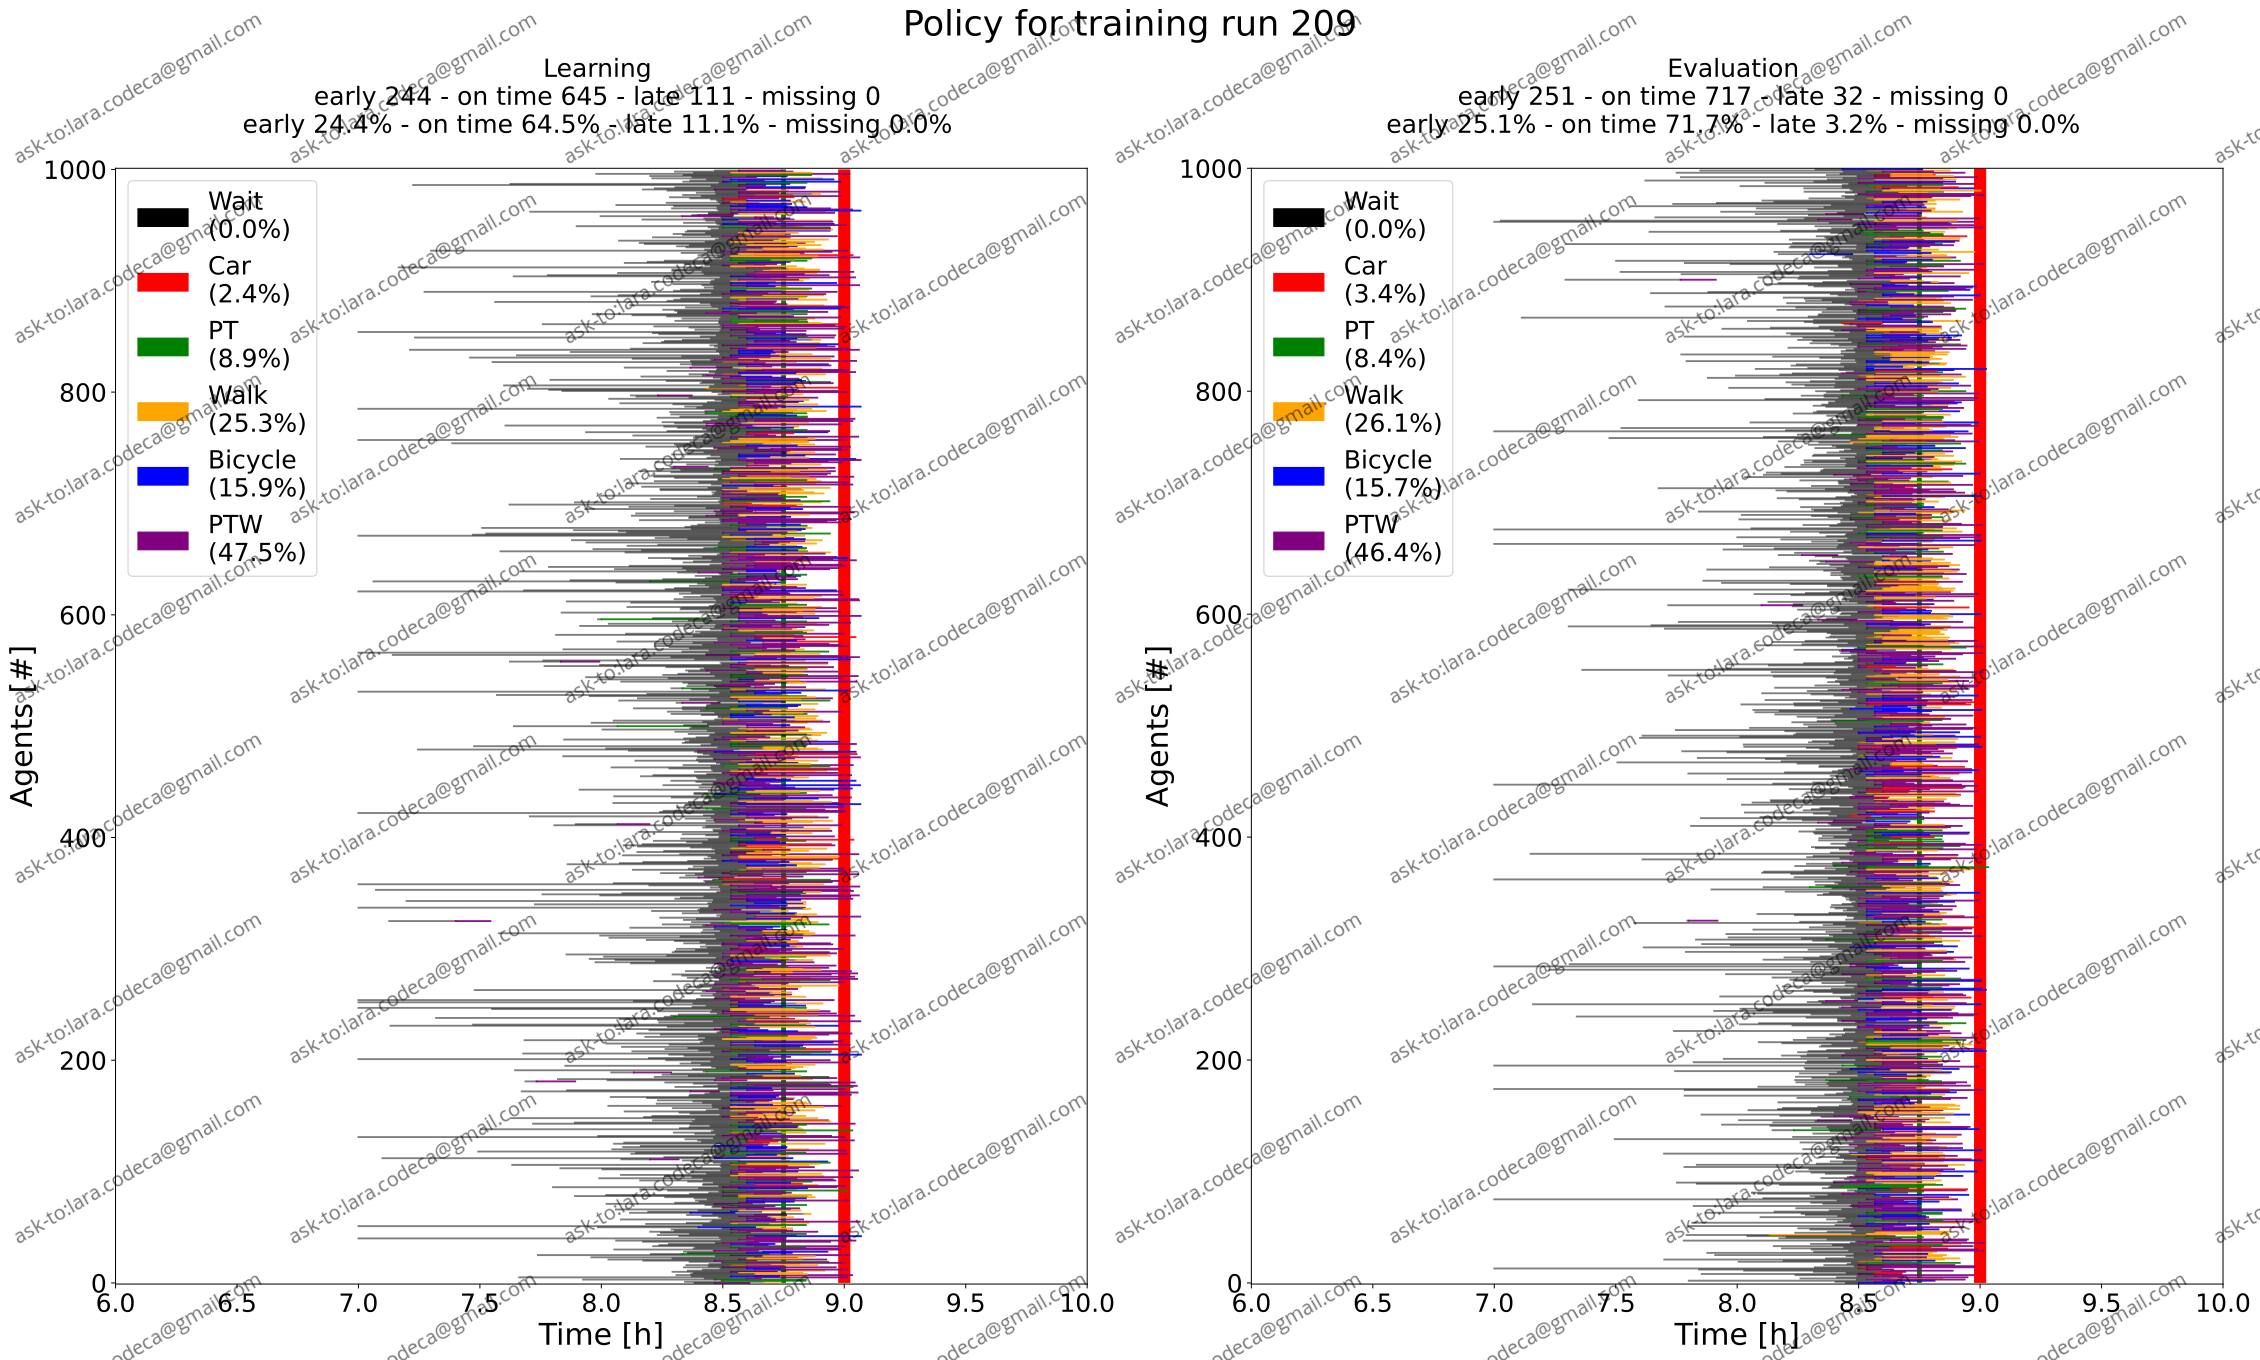 Policy for training run 209
Learning
early 244 - on time 645 - late 111 - missing 0
early 24.4% - on time 64.5% - late 11.1% - missing 0.0%
1000
800
600
400
200
0
Agents [#]
Wait
(0.0%)
Car
(2.4%)
PT
(8.9%)
Walk
(25.3%)
Bicycle
(15.9%)
PTW
(47.5%)
6.0 6.5 7.0 7.5 8.0 8.5 9.0 9.5 10.0
Time [h]
Evaluation
early 251 - on time 717 - late 32 - missing 0
early 25.1% - on time 71.7% - late 3.2% - missing 0.0%
1000
800
600
400
200
0
Agents [#]
Wait
(0.0%)
Car
(3.4%)
PT
(8.4%)
Walk
(26.1%)
Bicycle
(15.7%)
PTW
(46.4%)
6.0 6.5 7.0 7.5 8.0 8.5 9.0 9.5 10.0
Time [h]
ask-to:lara.codeca@gmail.com